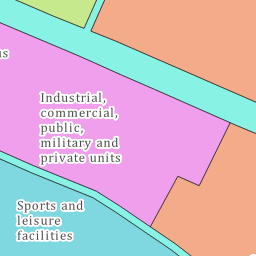 Industrial,
commercial,
public,
military and
private units
Sports and
leisure
facilities